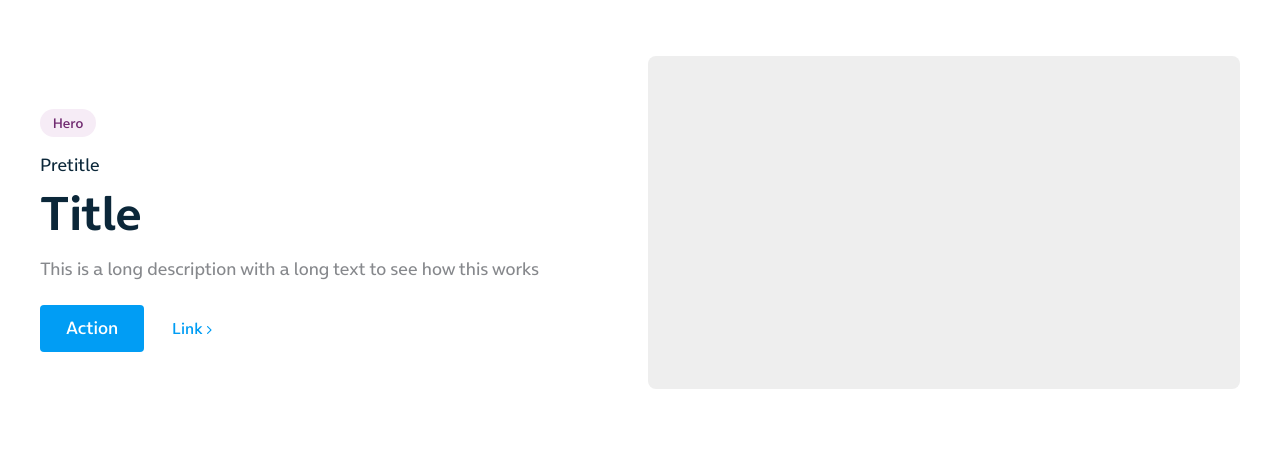 Hero
Pretitle
Title
This is a long description with a long text to see how this works
Action Link